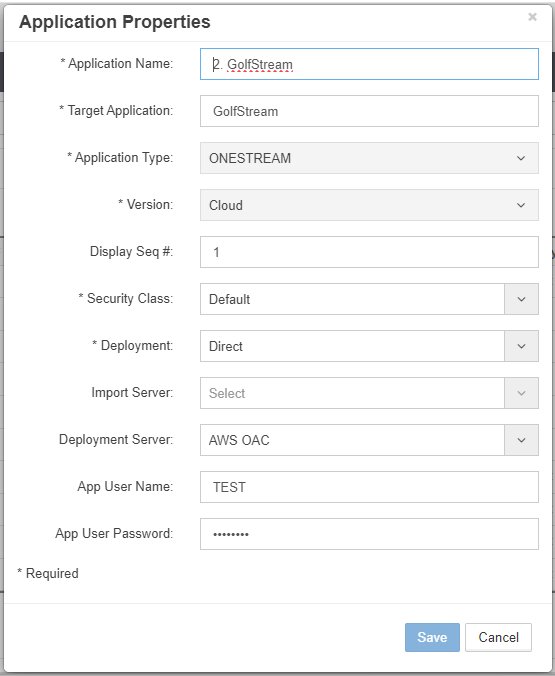 Application Properties
×
* Application Name: 2. GolfStream
* Target Application: GolfStream
* Application Type: ONESTREAM
* Version: Cloud
Display Seq #: 1
* Security Class: Default
* Deployment: Direct
Import Server: Select
Deployment Server: AWS OAC
App User Name: TEST
App User Password: ••••••••
* Required
Save Cancel